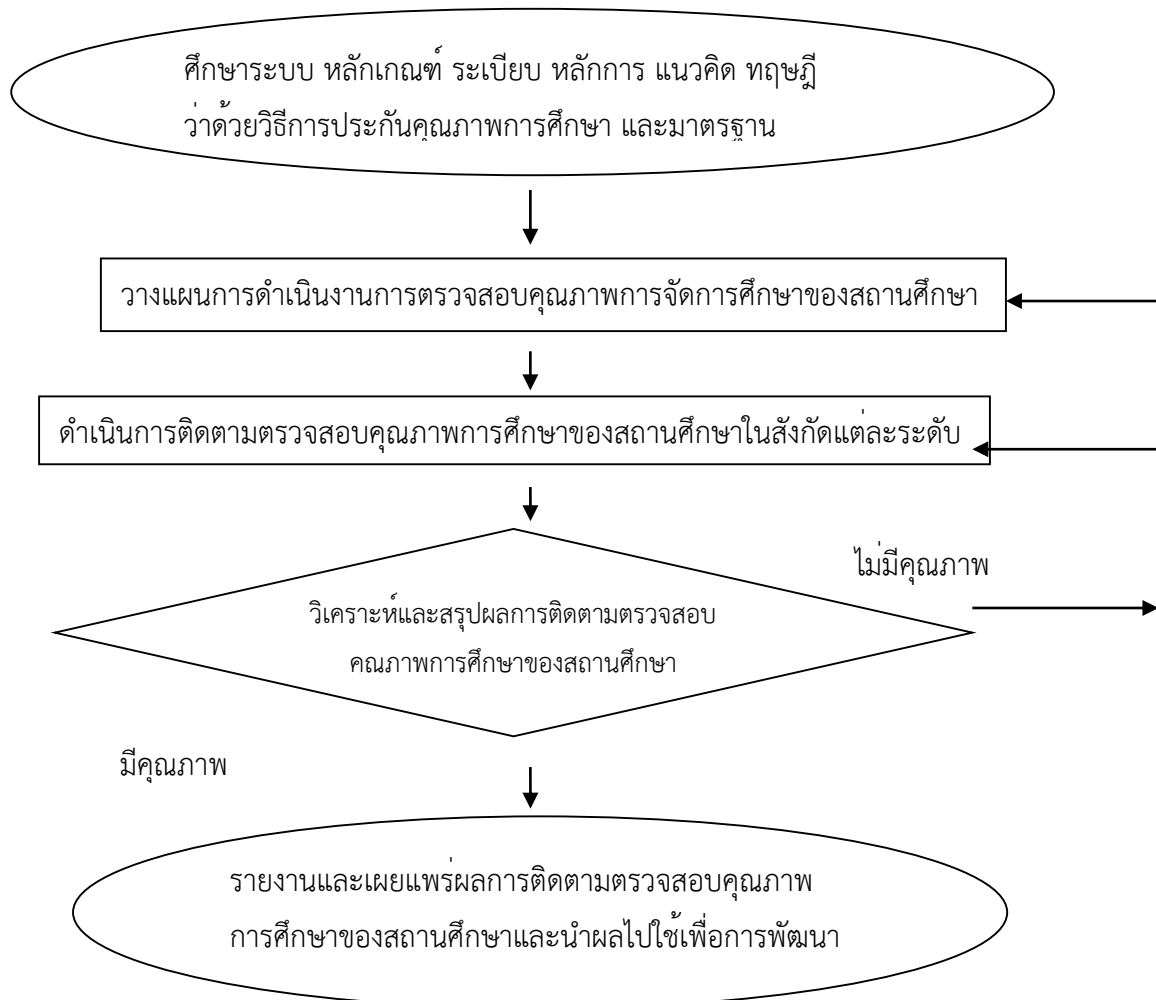 ศึกษาระบบ หลักเกณฑ์ ระเบียบ หลักการ แนวคิด ทฤษฎี
ว่าด้วยวิธีการประกันคุณภาพการศึกษา และมาตรฐาน
วางแผนการดำเนินงานการตรวจสอบคุณภาพการจัดการศึกษาของสถานศึกษา
ดำเนินการติดตามตรวจสอบคุณภาพการศึกษาของสถานศึกษาในสังกัดแต่ละระดับ
ไม่มีคุณภาพ
วิเคราะห์และสรุปผลการติดตามตรวจสอบ
คุณภาพการศึกษาของสถานศึกษา
มีคุณภาพ
รายงานและเผยแพร่ผลการติดตามตรวจสอบคุณภาพ
การศึกษาของสถานศึกษาและนำผลไปใช้เพื่อการพัฒนา